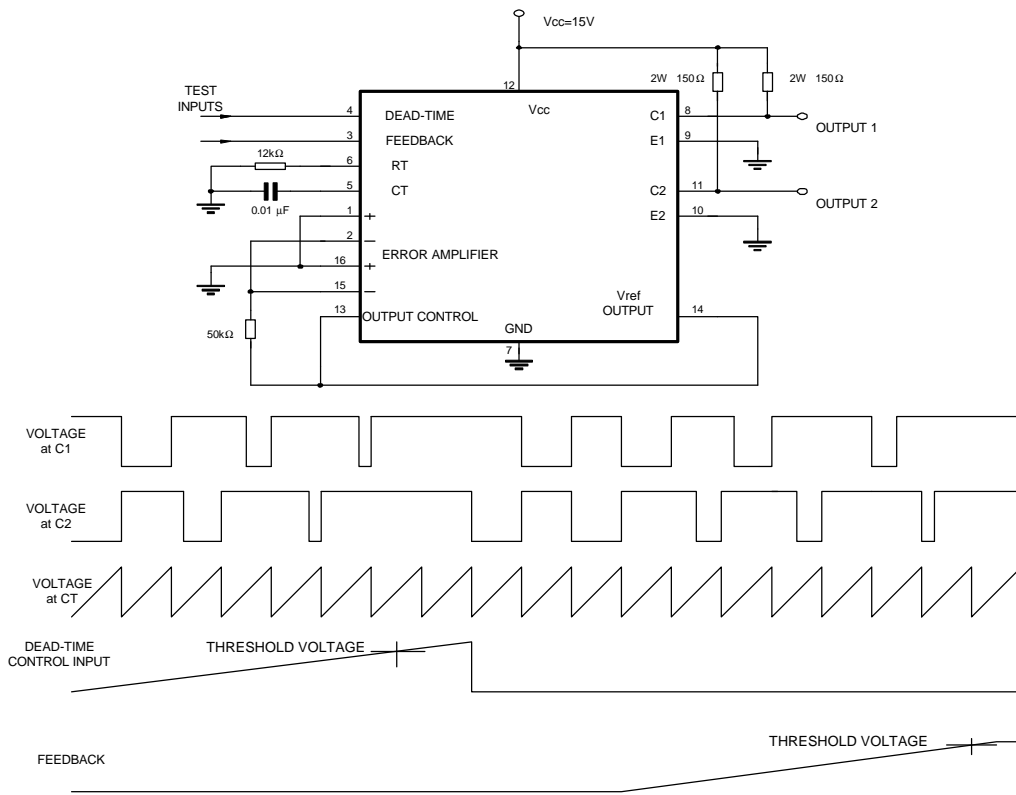 Vcc=15V
2W 150Ω
2W 150Ω
TEST
INPUTS
12
Vcc
4
DEAD-TIME
C1
8
OUTPUT 1
3
FEEDBACK
E1
9
12kΩ
6
RT
5
CT
C2
11
OUTPUT 2
0.01 µF
1
+
E2
10
2
−
ERROR AMPLIFIER
16
+
15
−
Vref
OUTPUT
14
13
OUTPUT CONTROL
50kΩ
GND
7
VOLTAGE
at C1
VOLTAGE
at C2
VOLTAGE
at CT
DEAD-TIME
CONTROL INPUT
THRESHOLD VOLTAGE
THRESHOLD VOLTAGE
FEEDBACK